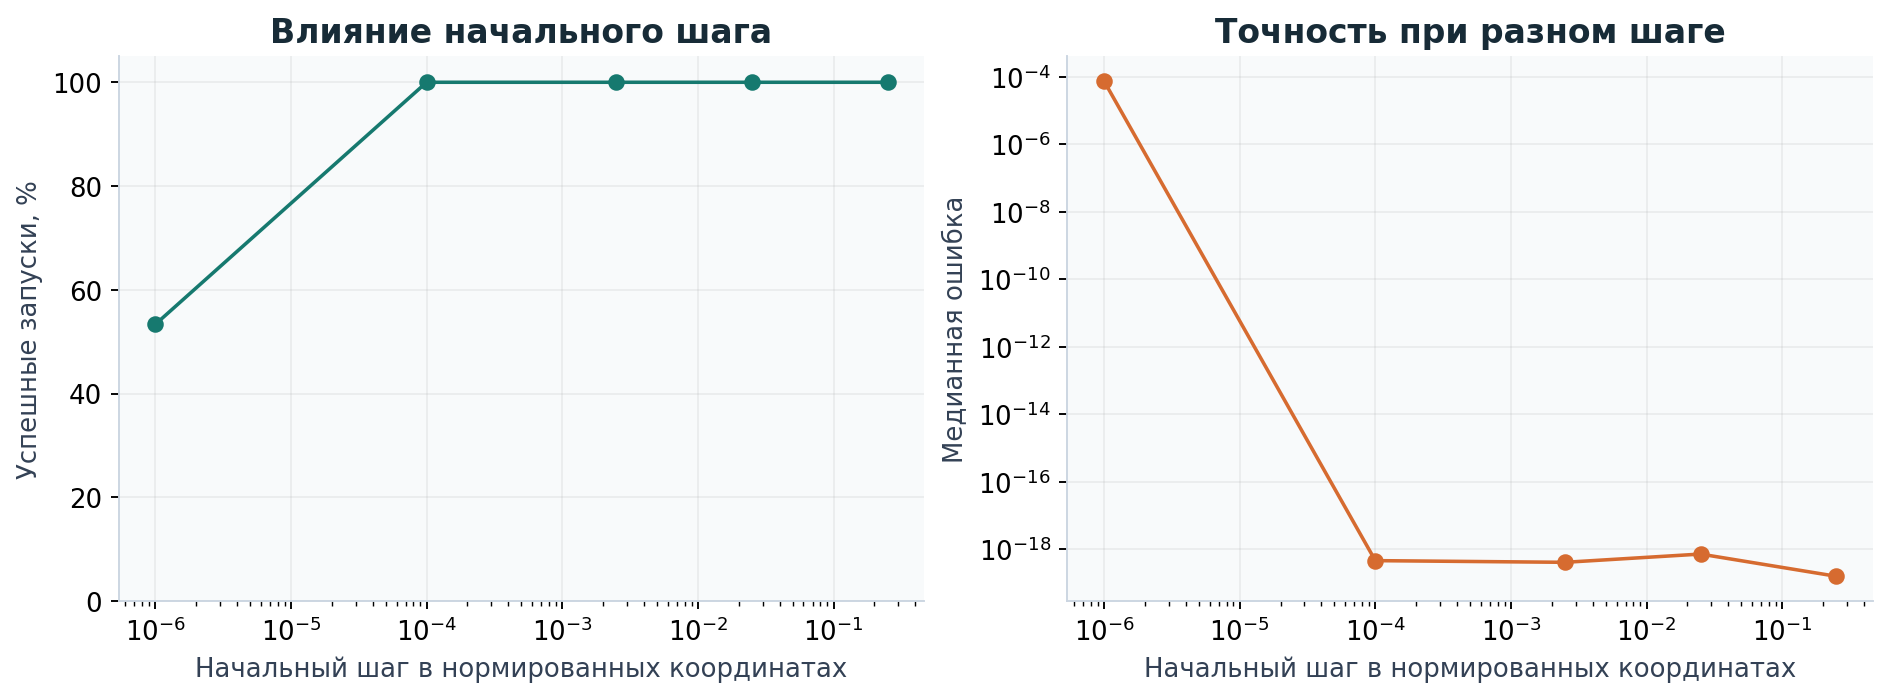 Влияние начального шага
Успешные запуски, %
100
80
60
40
20
0
10⁻⁶ 10⁻⁵ 10⁻⁴ 10⁻³ 10⁻² 10⁻¹
Начальный шаг в нормированных координатах
Точность при разном шаге
Медианная ошибка
10⁻⁴
10⁻⁶
10⁻⁸
10⁻¹⁰
10⁻¹²
10⁻¹⁴
10⁻¹⁶
10⁻¹⁸
10⁻⁶ 10⁻⁵ 10⁻⁴ 10⁻³ 10⁻² 10⁻¹
Начальный шаг в нормированных координатах